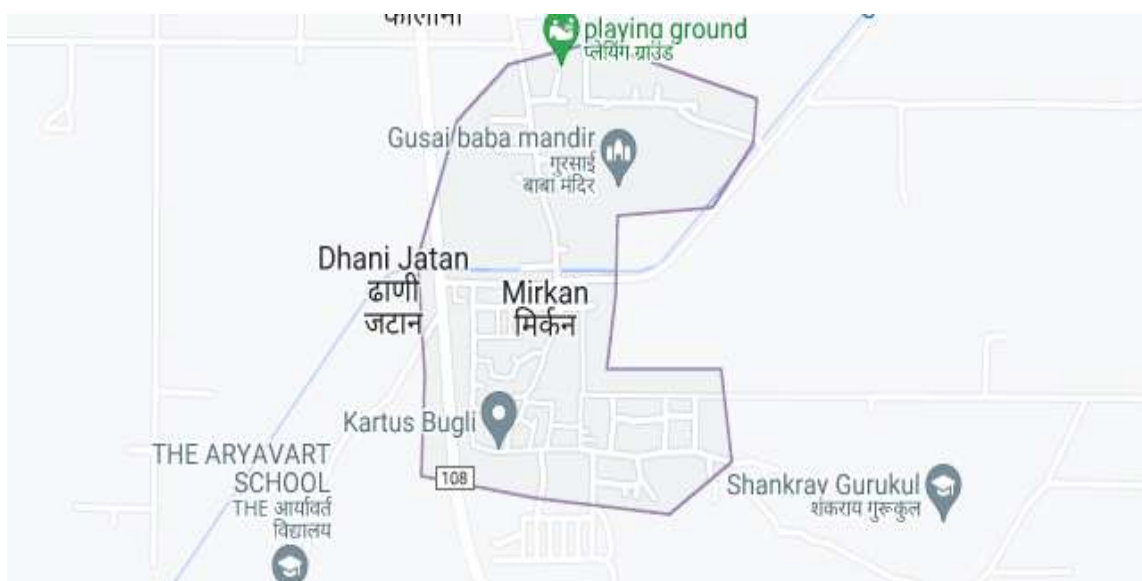 कालोनी
playing ground
प्लेयिंग ग्राउंड
Gusai baba mandir
गुरसाई
बाबा मंदिर
Dhani Jatan
ढाणी
जटान
Mirkan
मिर्कन
Kartus Bugli
THE ARYAVART
SCHOOL
THE आर्यावर्त
विद्यालय
108
Shankray Gurukul
शंकराय गुरूकुल